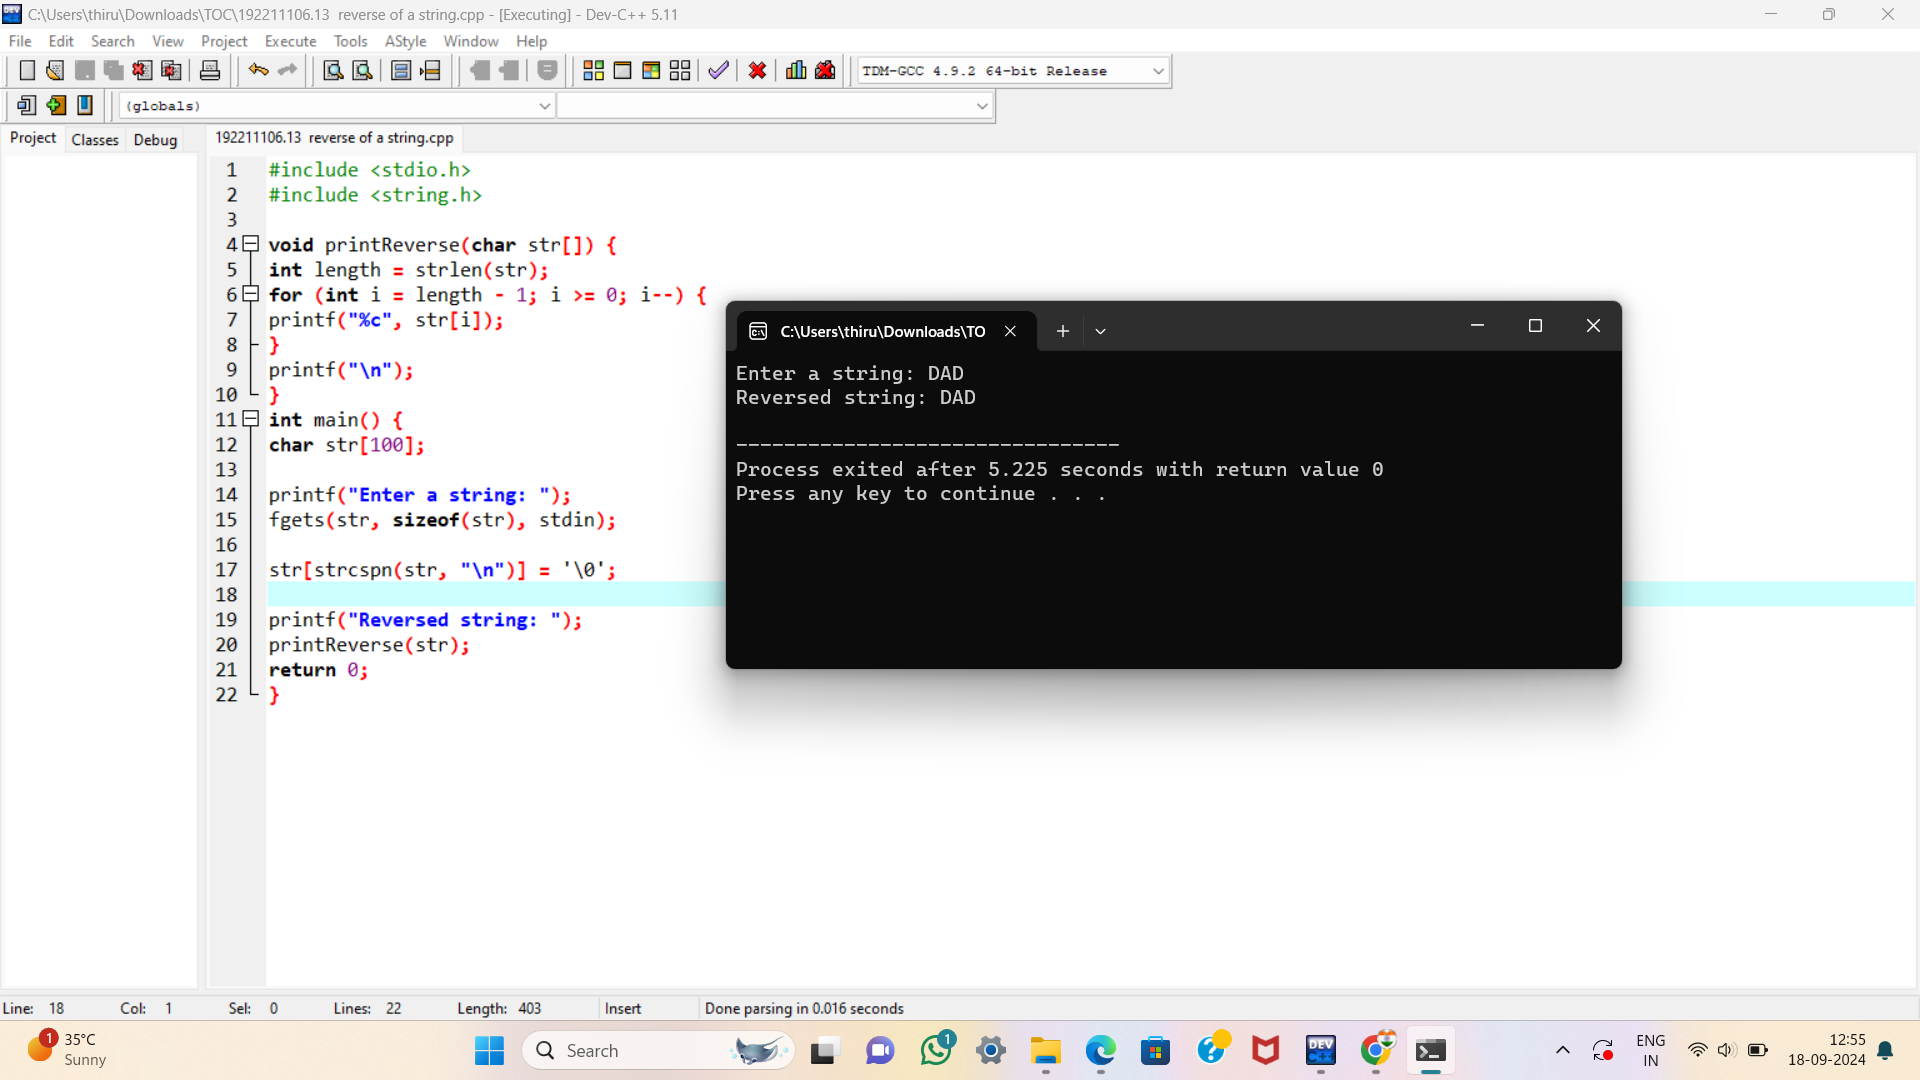 C:\Users\thiru\Downloads\TOC\192211106.13 reverse of a string.cpp - [Executing] - Dev-C++ 5.11
File Edit Search View Project Execute Tools AStyle Window Help
TDM-GCC 4.9.2 64-bit Release
(globals)
Project Classes Debug
192211106.13 reverse of a string.cpp
1 #include <stdio.h>
2 #include <string.h>
3
4 void printReverse(char str[]) {
5 int length = strlen(str);
6 for (int i = length - 1; i >= 0; i--) {
7 printf("%c", str[i]);
8 }
9 printf("\n");
10 }
11 int main() {
12 char str[100];
13
14 printf("Enter a string: ");
15 fgets(str, sizeof(str), stdin);
16
17 str[strcspn(str, "\n")] = '\0';
18
19 printf("Reversed string: ");
20 printReverse(str);
21 return 0;
22 }
C:\Users\thiru\Downloads\TO
Enter a string: DAD
Reversed string: DAD
--------------------------------
Process exited after 5.225 seconds with return value 0
Press any key to continue . . .
Line: 18 Col: 1 Sel: 0 Lines: 22 Length: 403 Insert Done parsing in 0.016 seconds
1
35°C
Sunny
Search
1
DEV
ENG
IN
12:55
18-09-2024